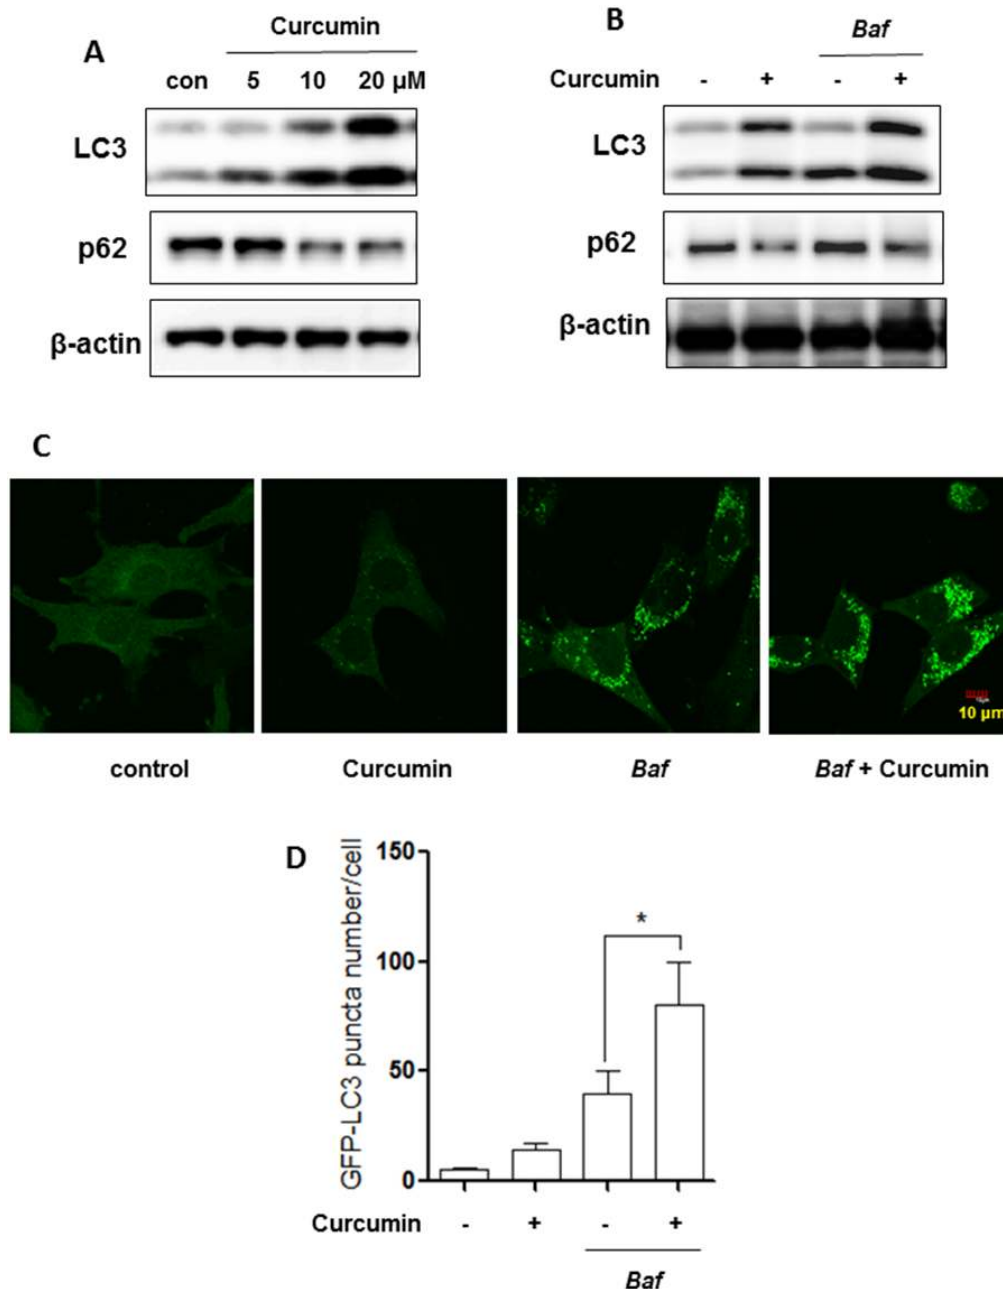 A
Curcumin
con 5 10 20 µM
LC3
p62
β-actin
B
Baf
Curcumin - + - +
LC3
p62
β-actin
C
10 µm
control Curcumin Baf Baf + Curcumin
D
GFP-LC3 puncta number/cell
150
100
50
0
*
Curcumin - + - +
Baf